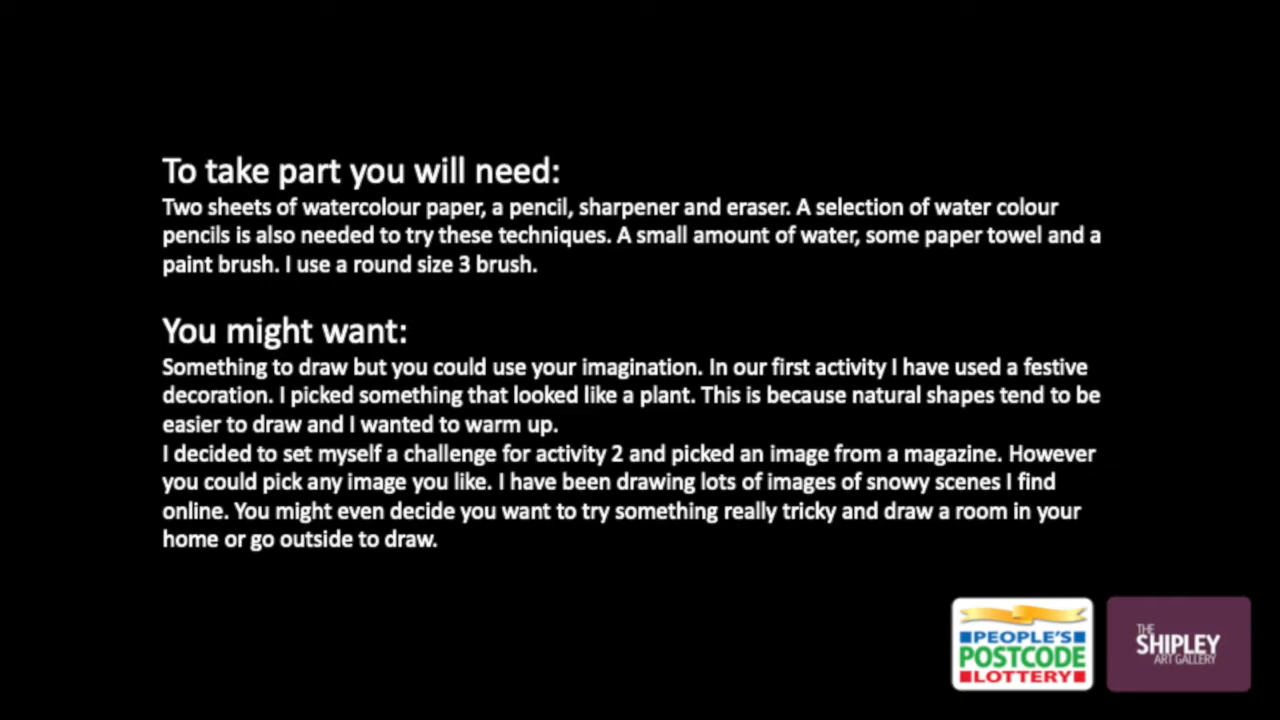 To take part you will need:
Two sheets of watercolour paper, a pencil, sharpener and eraser. A selection of water colour
pencils is also needed to try these techniques. A small amount of water, some paper towel and a
paint brush. I use a round size 3 brush.
You might want:
Something to draw but you could use your imagination. In our first activity I have used a festive
decoration. I picked something that looked like a plant. This is because natural shapes tend to be
easier to draw and I wanted to warm up.
I decided to set myself a challenge for activity 2 and picked an image from a magazine. However
you could pick any image you like. I have been drawing lots of images of snowy scenes I find
online. You might even decide you want to try something really tricky and draw a room in your
home or go outside to draw.
PEOPLE'S
POSTCODE
LOTTERY
THE
SHIPLEY
ART GALLERY